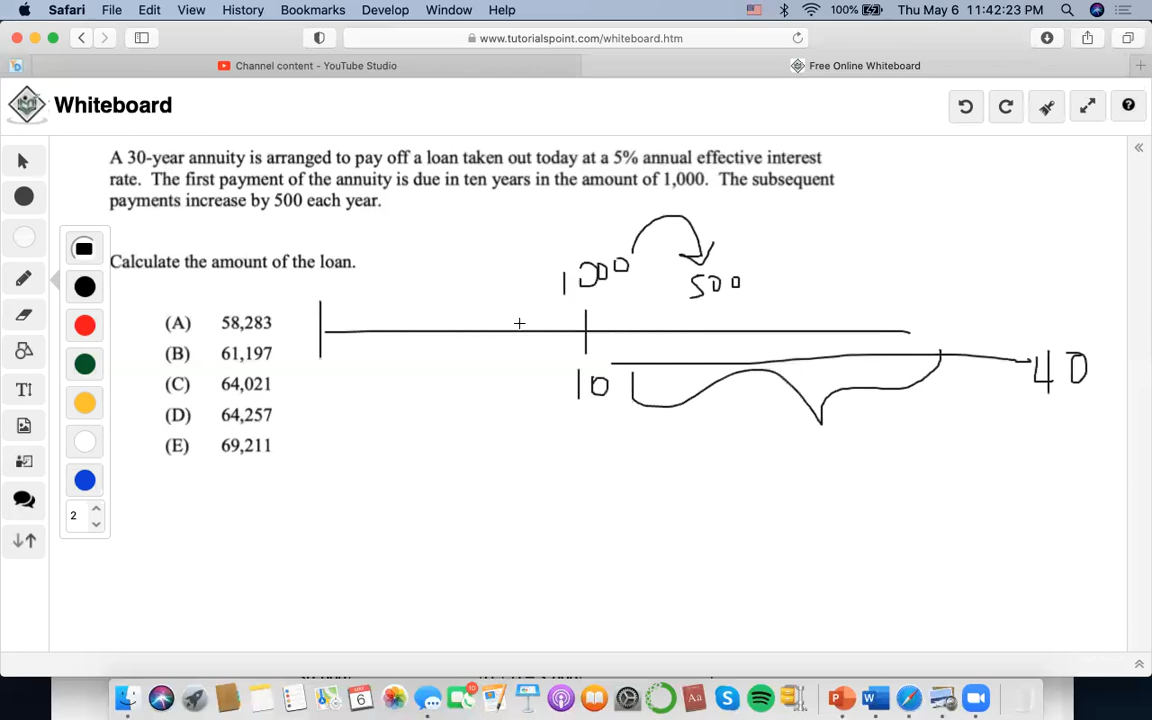 Safari File Edit View History Bookmarks Develop Window Help 100% Thu May 6 11:42:23 PM
www.tutorialspoint.com/whiteboard.htm
Channel content - YouTube Studio Free Online Whiteboard
Whiteboard
A 30-year annuity is arranged to pay off a loan taken out today at a 5% annual effective interest
rate. The first payment of the annuity is due in ten years in the amount of 1,000. The subsequent
payments increase by 500 each year.
Calculate the amount of the loan.
1000
500
(A) 58,283
(B) 61,197
(C) 64,021
(D) 64,257
(E) 69,211
10
40
2